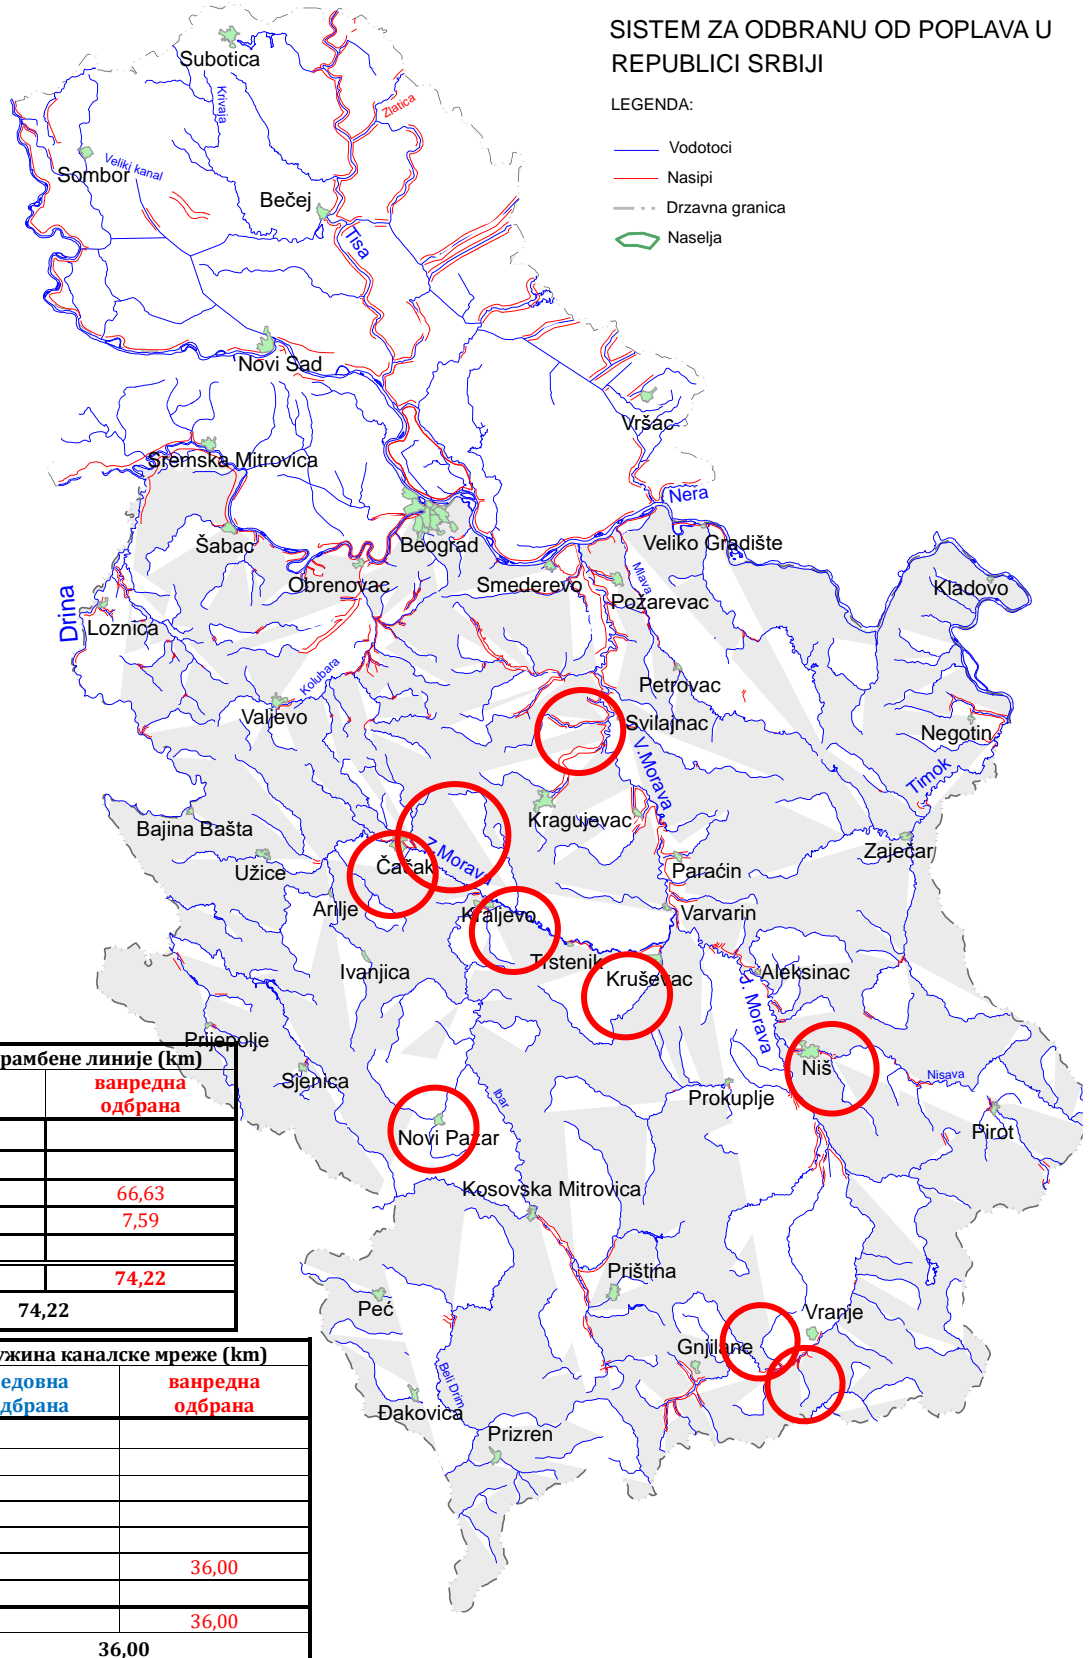 SISTEM ZA ODBRANU OD POPLAVA U
REPUBLICI SRBIJI
LEGENDA:
Vodotoci
Nasipi
Drzavna granica
Naselja
Subotica
Krivaja
Zlatica
Sombor
Veliki kanal
Bečej
Tisa
Novi Sad
Vršac
Sremska Mitrovica
Nera
Šabac
Beograd
Veliko Gradište
Obrenovac
Smederevo
Mlava
Požarevac
Kladovo
Drina
Loznica
Kolubara
Petrovac
Valjevo
Svilajnac
Negotin
V.Morava
Timok
Bajina Bašta
Kragujevac
Z.Morava
Čačak
Zaječar
Užice
Paraćin
Arilje
Kraljevo
Varvarin
Trstenik
Ivanjica
Kruševac
Aleksinac
J. Morava
Prijepolje
Sjenica
Ibar
Niš
Nisava
Prokuplje
Pirot
Novi Pazar
Kosovska Mitrovica
Priština
Peć
Vranje
Gnjilane
Beli Drim
Đakovica
Prizren
рамбене линије (km)
ванредна
одбрана
66,63
7,59
74,22
74,22
ужина каналске мреже (km)
едовна ванредна
дбрана одбрана
36,00
36,00
36,00